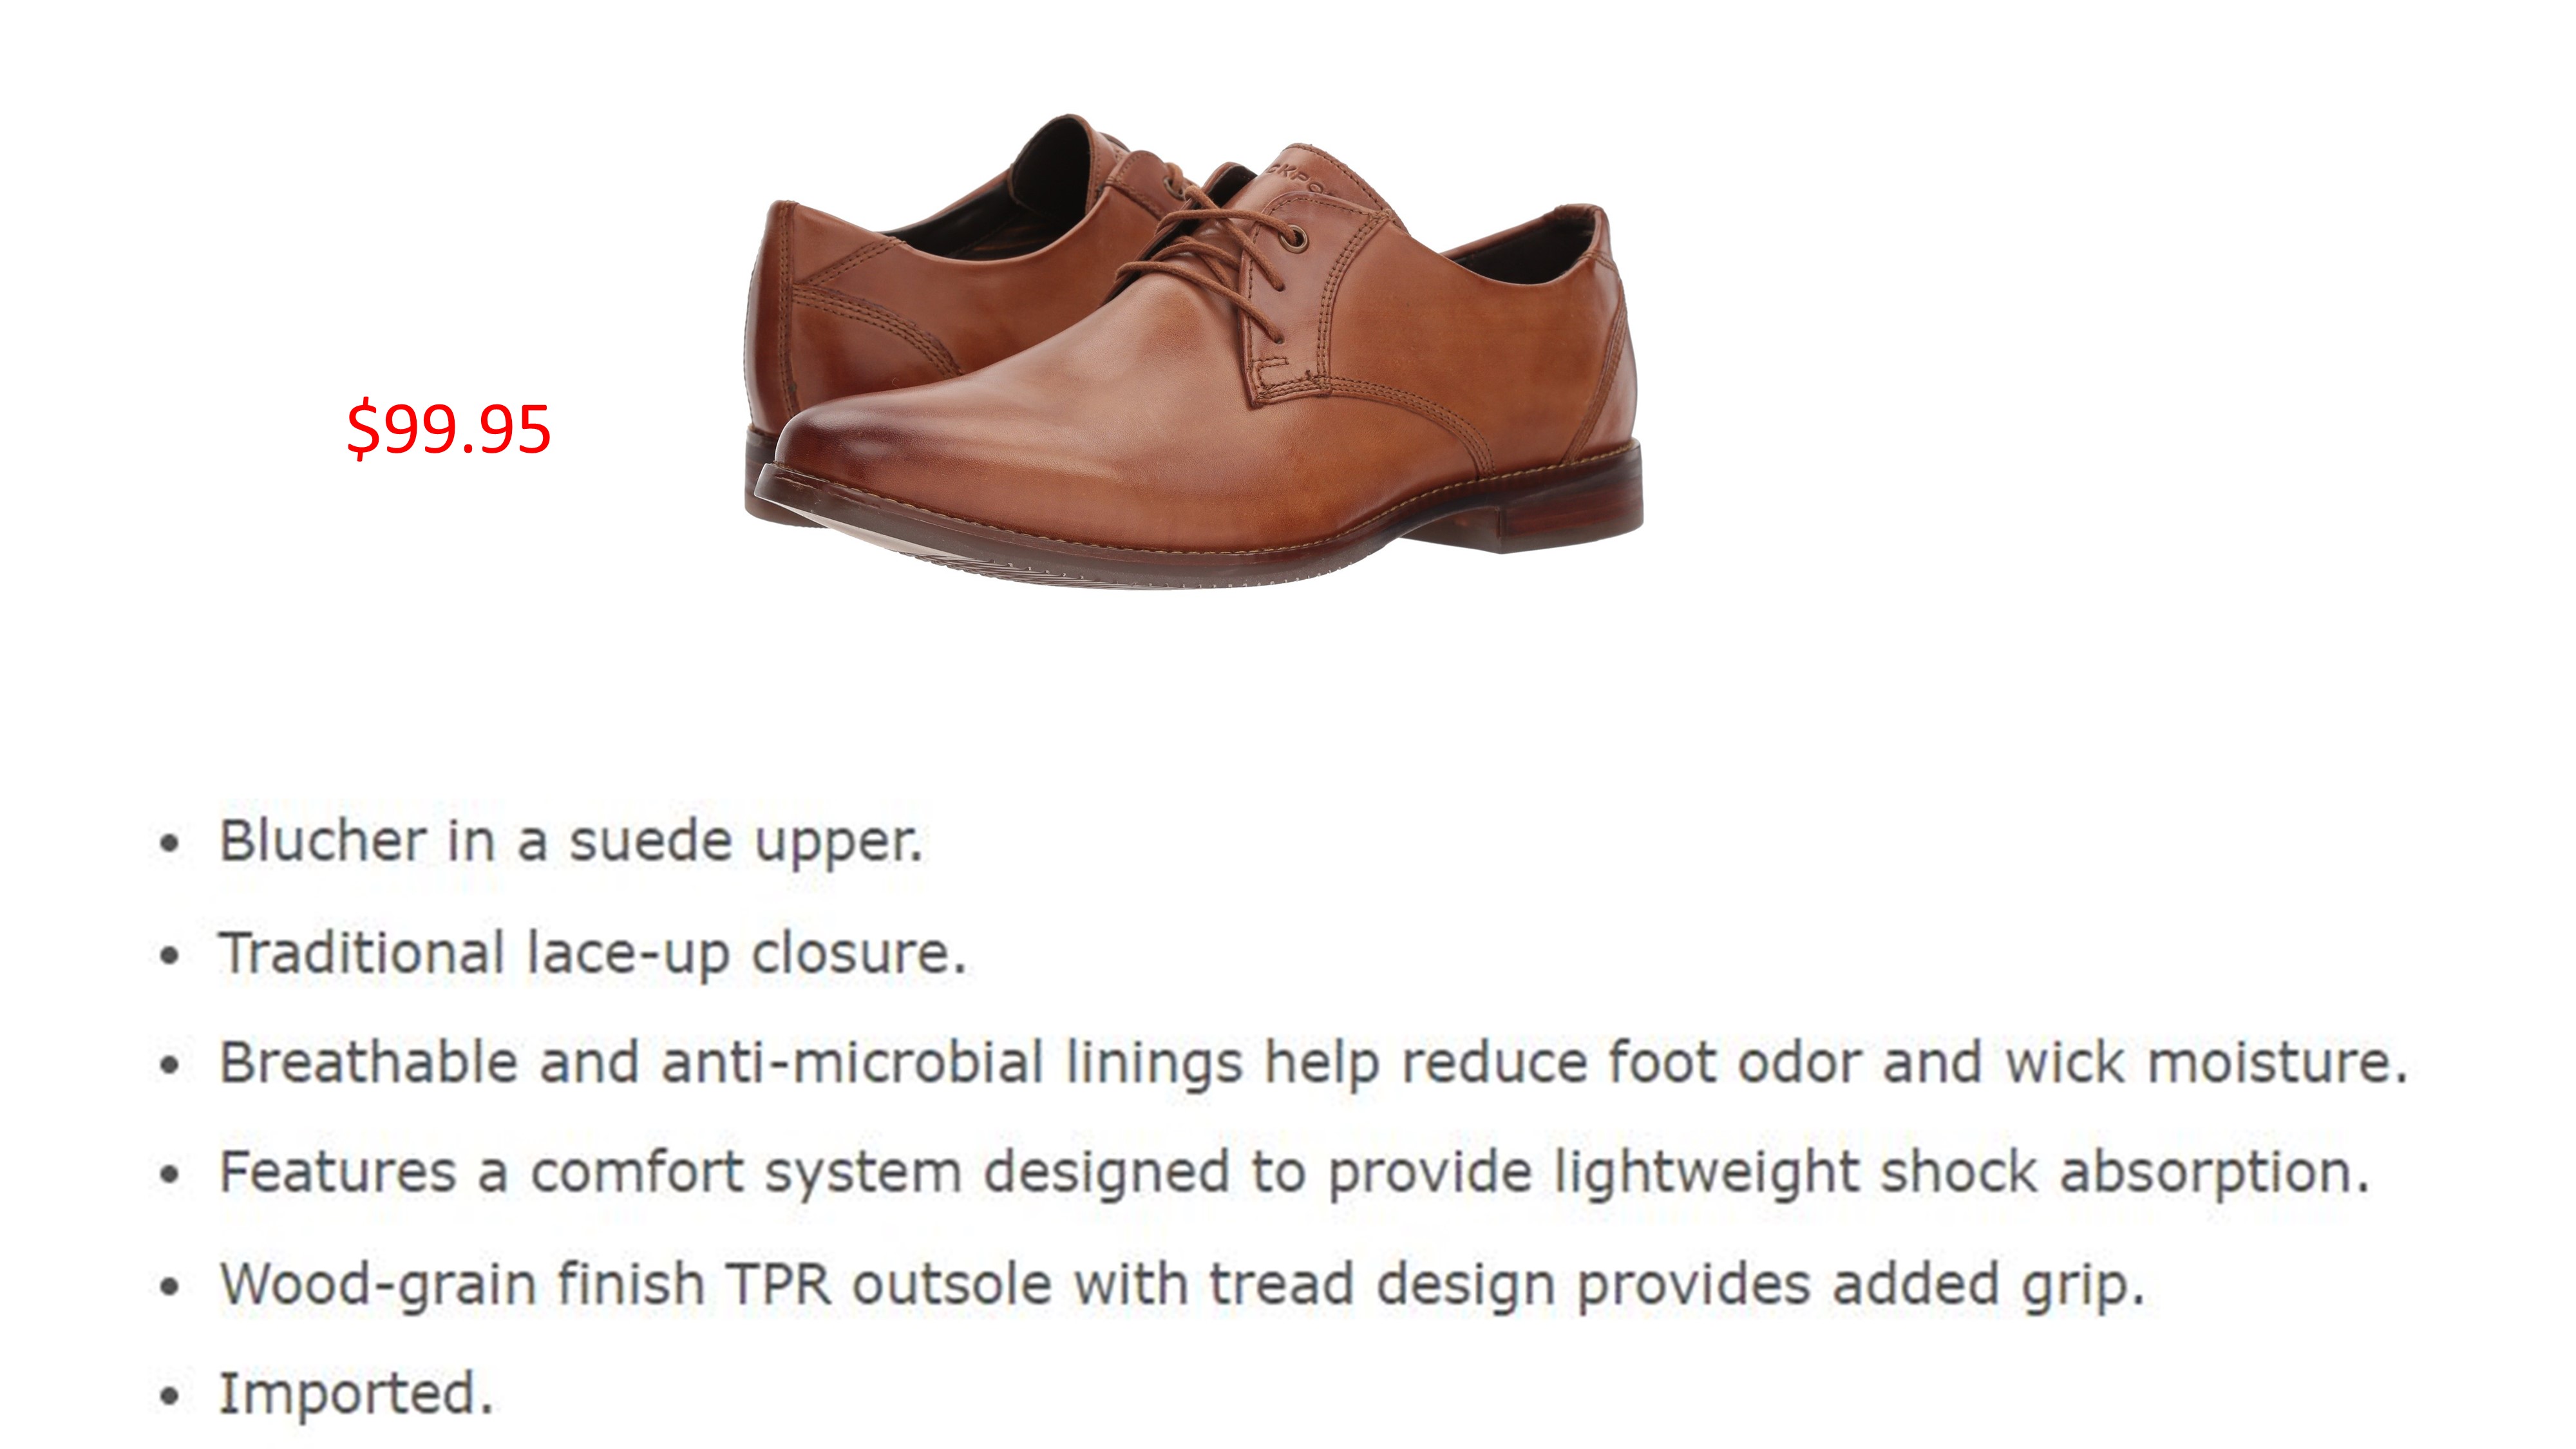 CKPO
$99.95
• Blucher in a suede upper.
• Traditional lace-up closure.
• Breathable and anti-microbial linings help reduce foot odor and wick moisture.
• Features a comfort system designed to provide lightweight shock absorption.
• Wood-grain finish TPR outsole with tread design provides added grip.
• Imported.